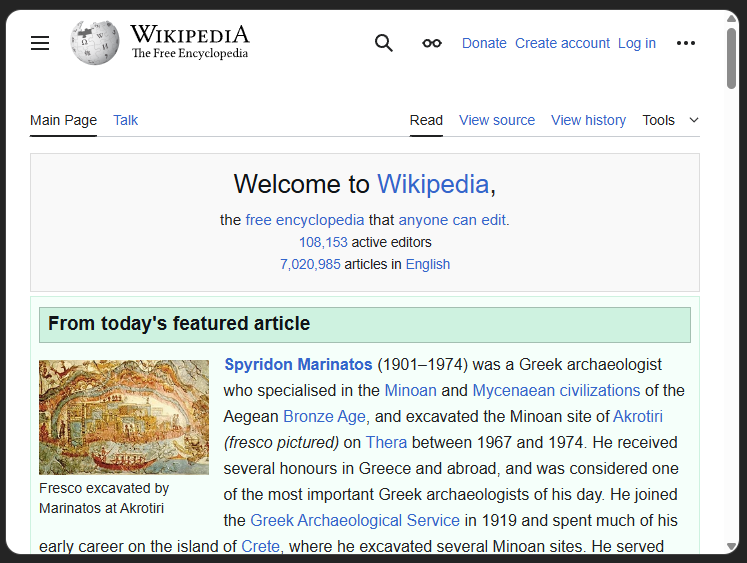 WIKIPEDIA
The Free Encyclopedia
Donate Create account Log in
Main Page Talk
Read View source View history Tools
Welcome to Wikipedia,
the free encyclopedia that anyone can edit.
108,153 active editors
7,020,985 articles in English
From today's featured article
Spyridon Marinatos (1901–1974) was a Greek archaeologist
who specialised in the Minoan and Mycenaean civilizations of the
Aegean Bronze Age, and excavated the Minoan site of Akrotiri
(fresco pictured) on Thera between 1967 and 1974. He received
several honours in Greece and abroad, and was considered one
of the most important Greek archaeologists of his day. He joined
the Greek Archaeological Service in 1919 and spent much of his
early career on the island of Crete, where he excavated several Minoan sites. He served
Fresco excavated by
Marinatos at Akrotiri